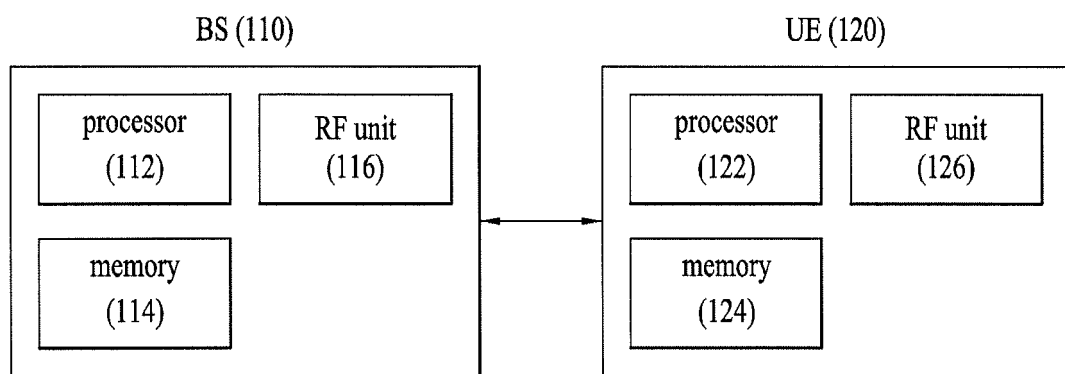 BS (110)
processor
(112)
RF unit
(116)
memory
(114)
UE (120)
processor
(122)
RF unit
(126)
memory
(124)